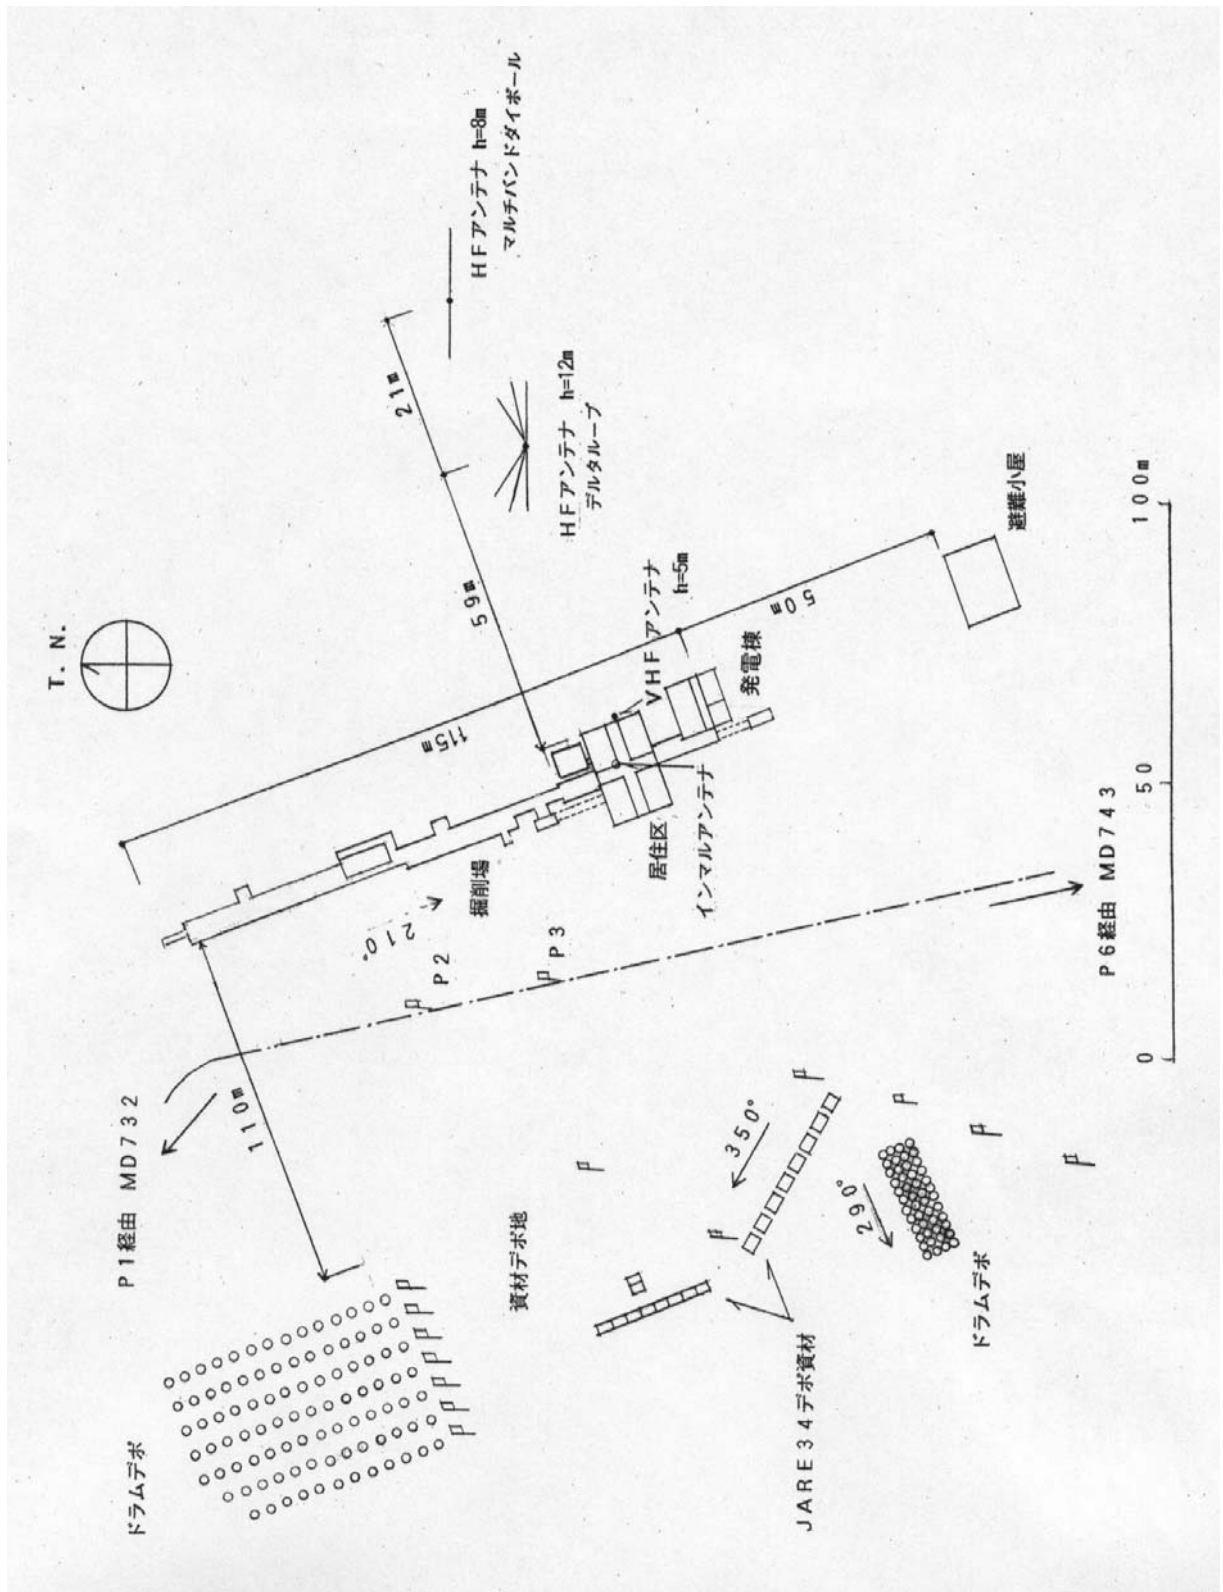 HFアンテナ h=8m
マルチバンドダイポール
T. N.
21m
HFアンテナ h=12m
デルタループ
59m
100m
避難小屋
VHFアンテナ
h=5m
50m
発電棟
115m
50
インマルアンテナ
居住区
掘削場
210°
P2
P3
P6経由 MD743
0
P1経由 MD732
110m
350°
290°
資材デポ地
ドラムデポ
JARE34デポ資材
ドラムデポ